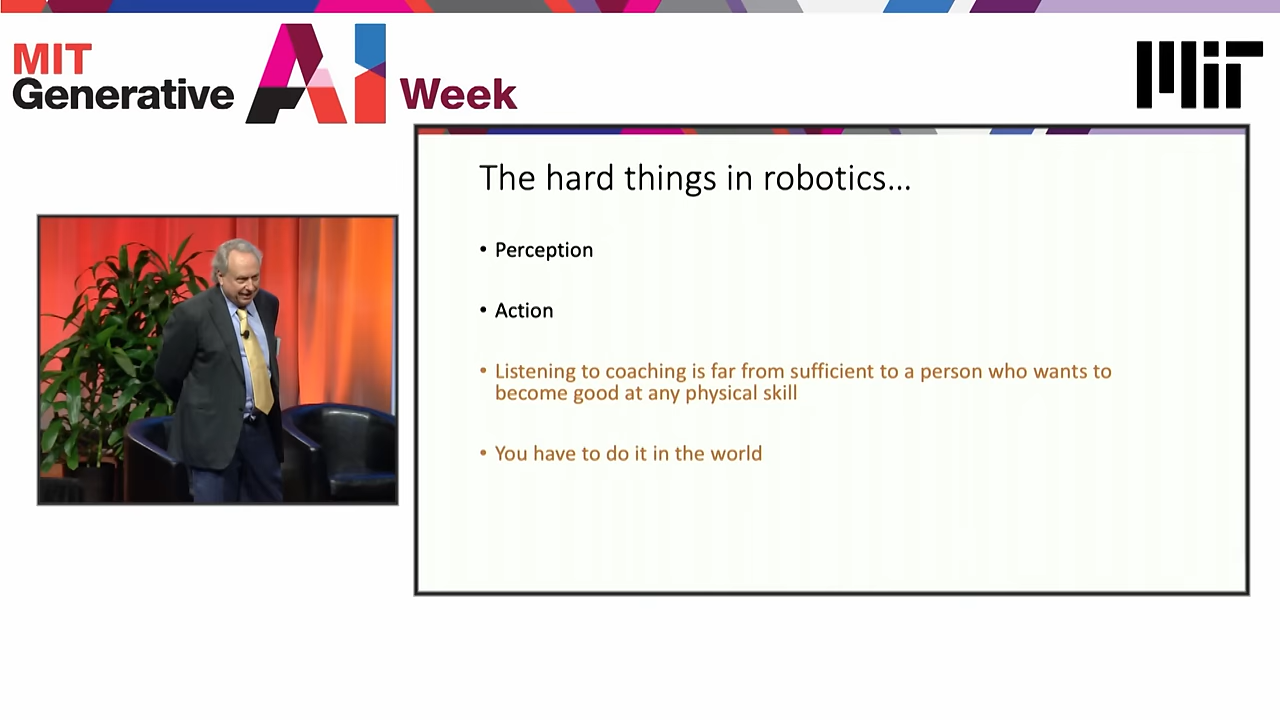 MIT
Generative AI Week
MIT
The hard things in robotics...
• Perception
• Action
• Listening to coaching is far from sufficient to a person who wants to
become good at any physical skill
• You have to do it in the world